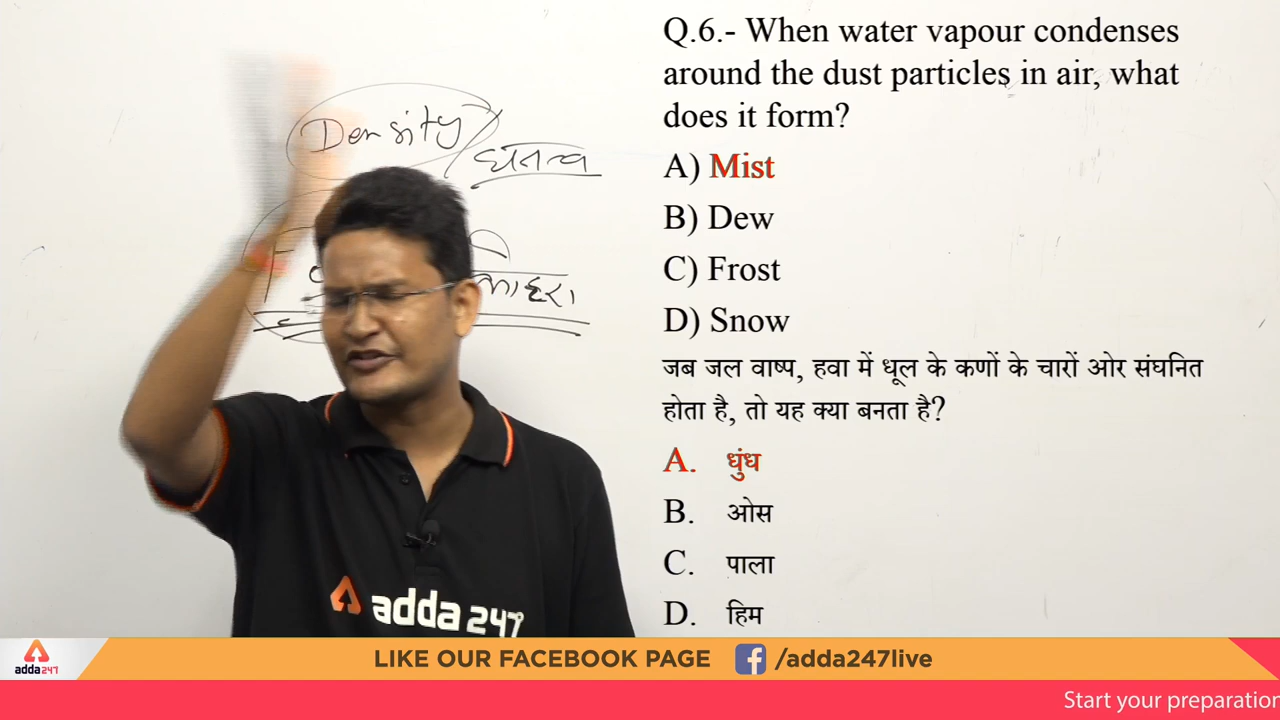 Density
घनत्व
Q.6.- When water vapour condenses
around the dust particles in air, what
does it form?
A) Mist
B) Dew
C) Frost
D) Snow
जब जल वाष्प, हवा में धूल के कणों के चारों ओर संघनित
होता है, तो यह क्या बनता है?
A. धुंध
B. ओस
C. पाला
D. हिम
adda 247
adda247
LIKE OUR FACEBOOK PAGE f /adda247live
Start your preparation